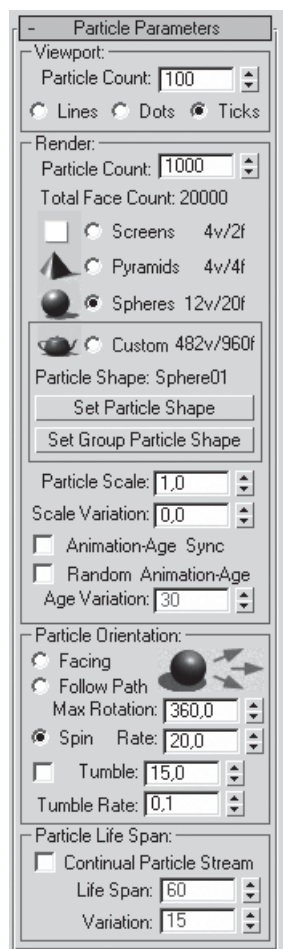 - Particle Parameters
Viewport:
Particle Count: 100
Lines Dots Ticks
Render:
Particle Count: 1000
Total Face Count: 20000
Screens 4v/2f
Pyramids 4v/4f
Spheres 12v/20f
Custom 482v/960f
Particle Shape: Sphere01
Set Particle Shape
Set Group Particle Shape
Particle Scale: 1,0
Scale Variation: 0,0
Animation-Age Sync
Random Animation-Age
Age Variation: 30
Particle Orientation:
Facing
Follow Path
Max Rotation: 360,0
Spin Rate: 20,0
Tumble: 15,0
Tumble Rate: 0,1
Particle Life Span:
Continual Particle Stream
Life Span: 60
Variation: 15